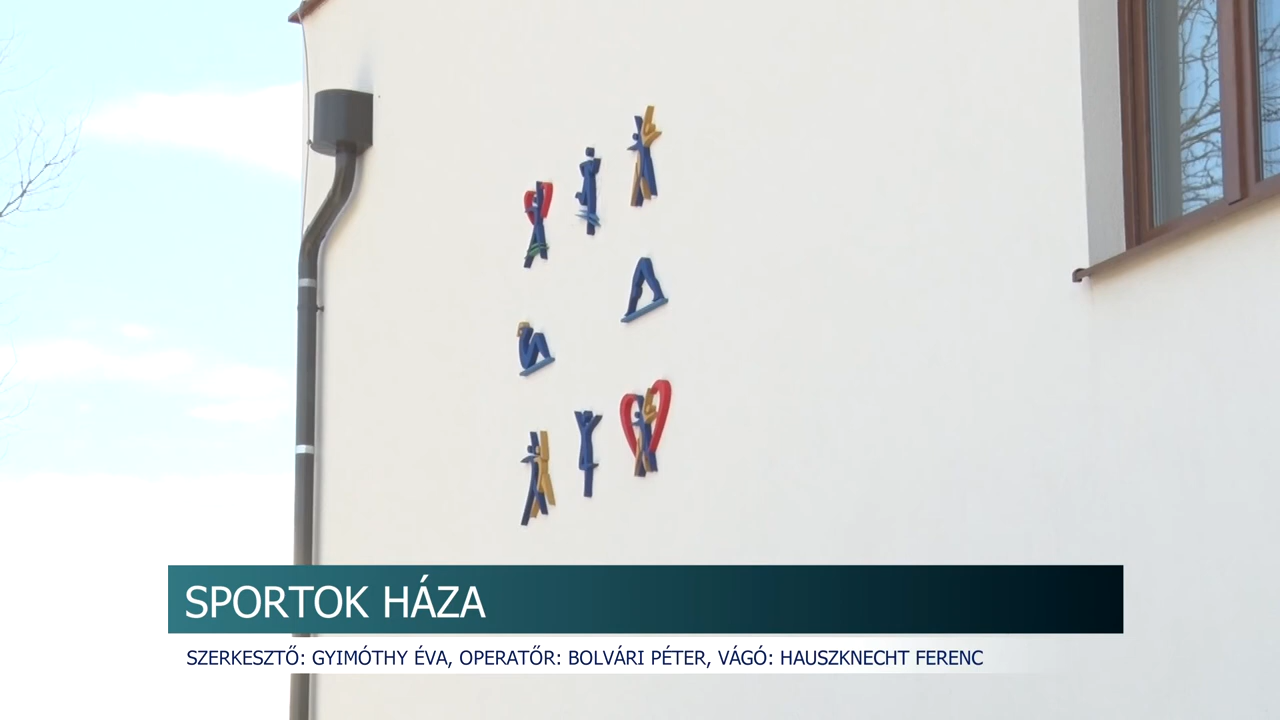 SPORTOK HÁZA
SZERKESZTŐ: GYIMÓTHY ÉVA, OPERATŐR: BOLVÁRI PÉTER, VÁGÓ: HAUSZKNECHT FERENC